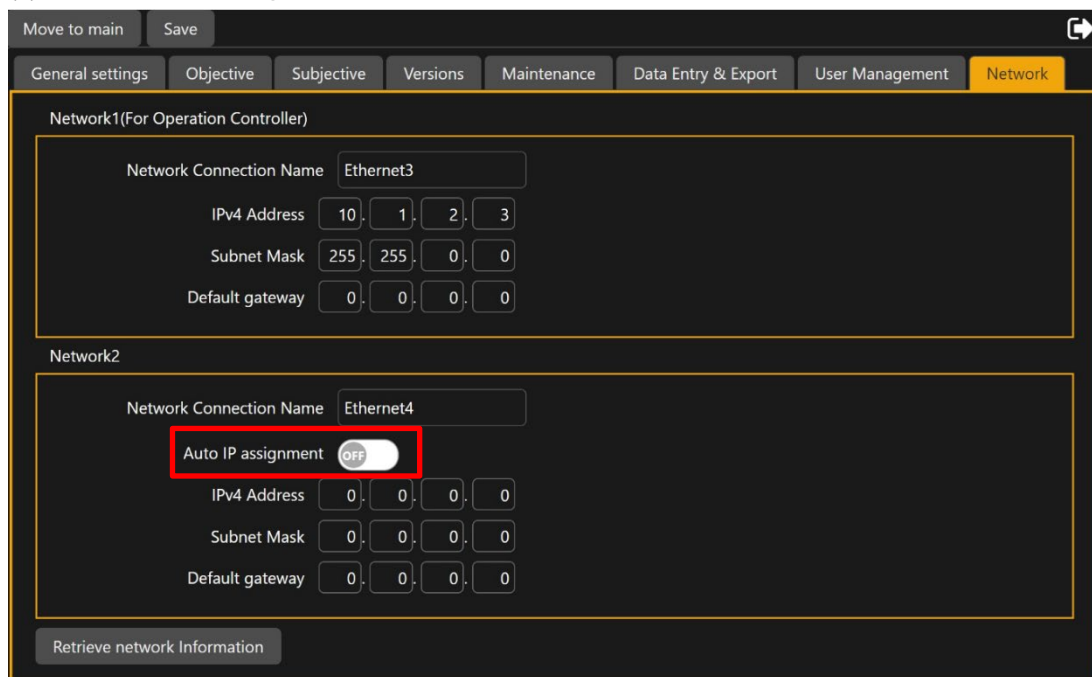 Move to main Save
General settings Objective Subjective Versions Maintenance Data Entry & Export User Management Network
Network1(For Operation Controller)
Network Connection Name Ethernet3
IPv4 Address 10. 1. 2. 3
Subnet Mask 255. 255. 0. 0
Default gateway 0. 0. 0. 0
Network2
Network Connection Name Ethernet4
Auto IP assignment OFF
IPv4 Address 0. 0. 0. 0
Subnet Mask 0. 0. 0. 0
Default gateway 0. 0. 0. 0
Retrieve network Information